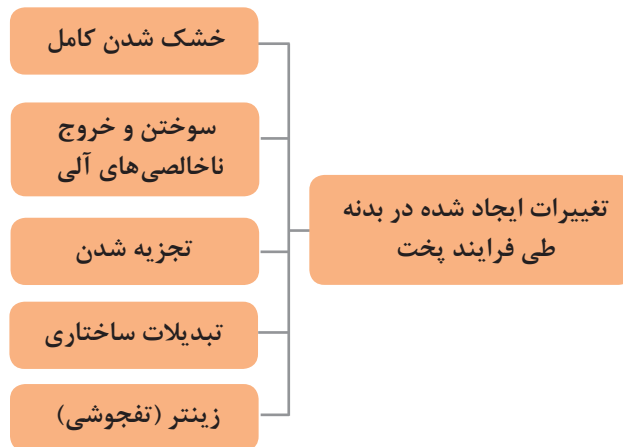 تغییرات ایجاد شده در بدنه
طی فرایند پخت
خشک شدن کامل
سوختن و خروج
ناخالصی‌های آلی
تجزیه شدن
تبدیلات ساختاری
زینتر (تفجوشی)